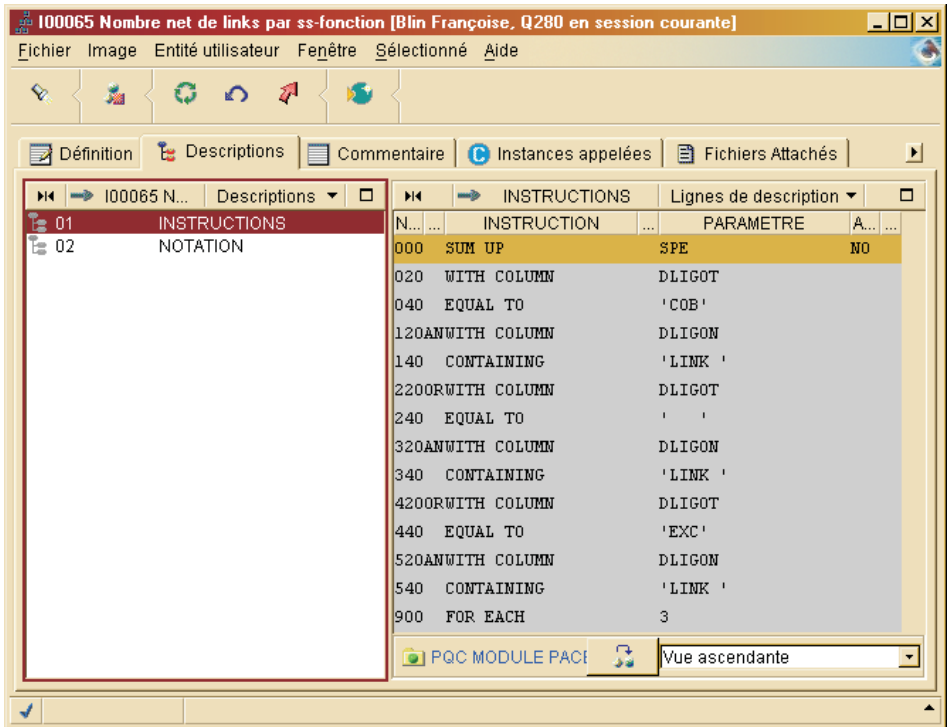 I00065 Nombre net de links par ss-fonction [Blin Françoise, Q280 en session courante]
Fichier Image Entité utilisateur Fenêtre Sélectionné Aide
Définition Descriptions Commentaire Instances appelées Fichiers Attachés
I00065 N... Descriptions
01 INSTRUCTIONS
02 NOTATION
INSTRUCTIONS Lignes de description
N... ... INSTRUCTION ... PARAMETRE A... ...
000 SUM UP SPE NO
020 WITH COLUMN DLIGOT
040 EQUAL TO 'COB'
120ANWITH COLUMN DLIGON
140 CONTAINING 'LINK '
220ORWITH COLUMN DLIGOT
240 EQUAL TO '   '
320ANWITH COLUMN DLIGON
340 CONTAINING 'LINK '
420ORWITH COLUMN DLIGOT
440 EQUAL TO 'EXC'
520ANWITH COLUMN DLIGON
540 CONTAINING 'LINK '
900 FOR EACH 3
PQC MODULE PACB Vue ascendante